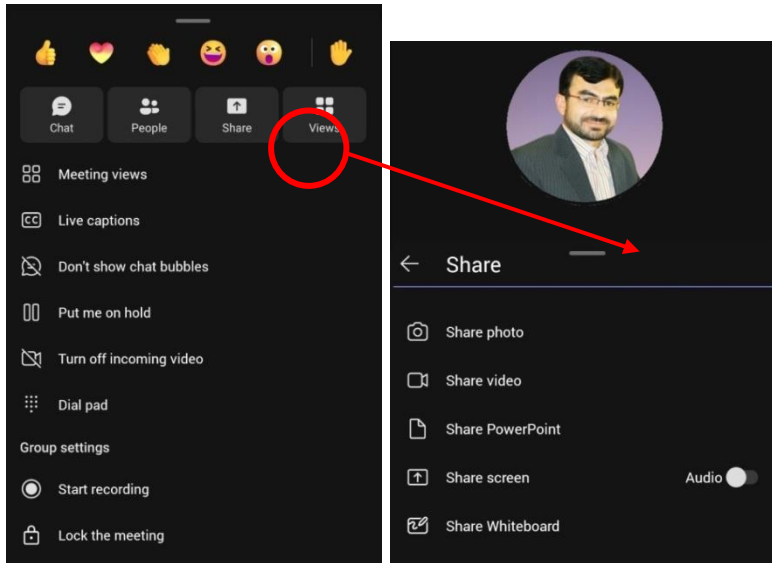 Chat People Share Views
Meeting views
CC Live captions
Don't show chat bubbles
Put me on hold
Turn off incoming video
Dial pad
Group settings
Start recording
Lock the meeting
Share
Share photo
Share video
Share PowerPoint
Share screen Audio
Share Whiteboard